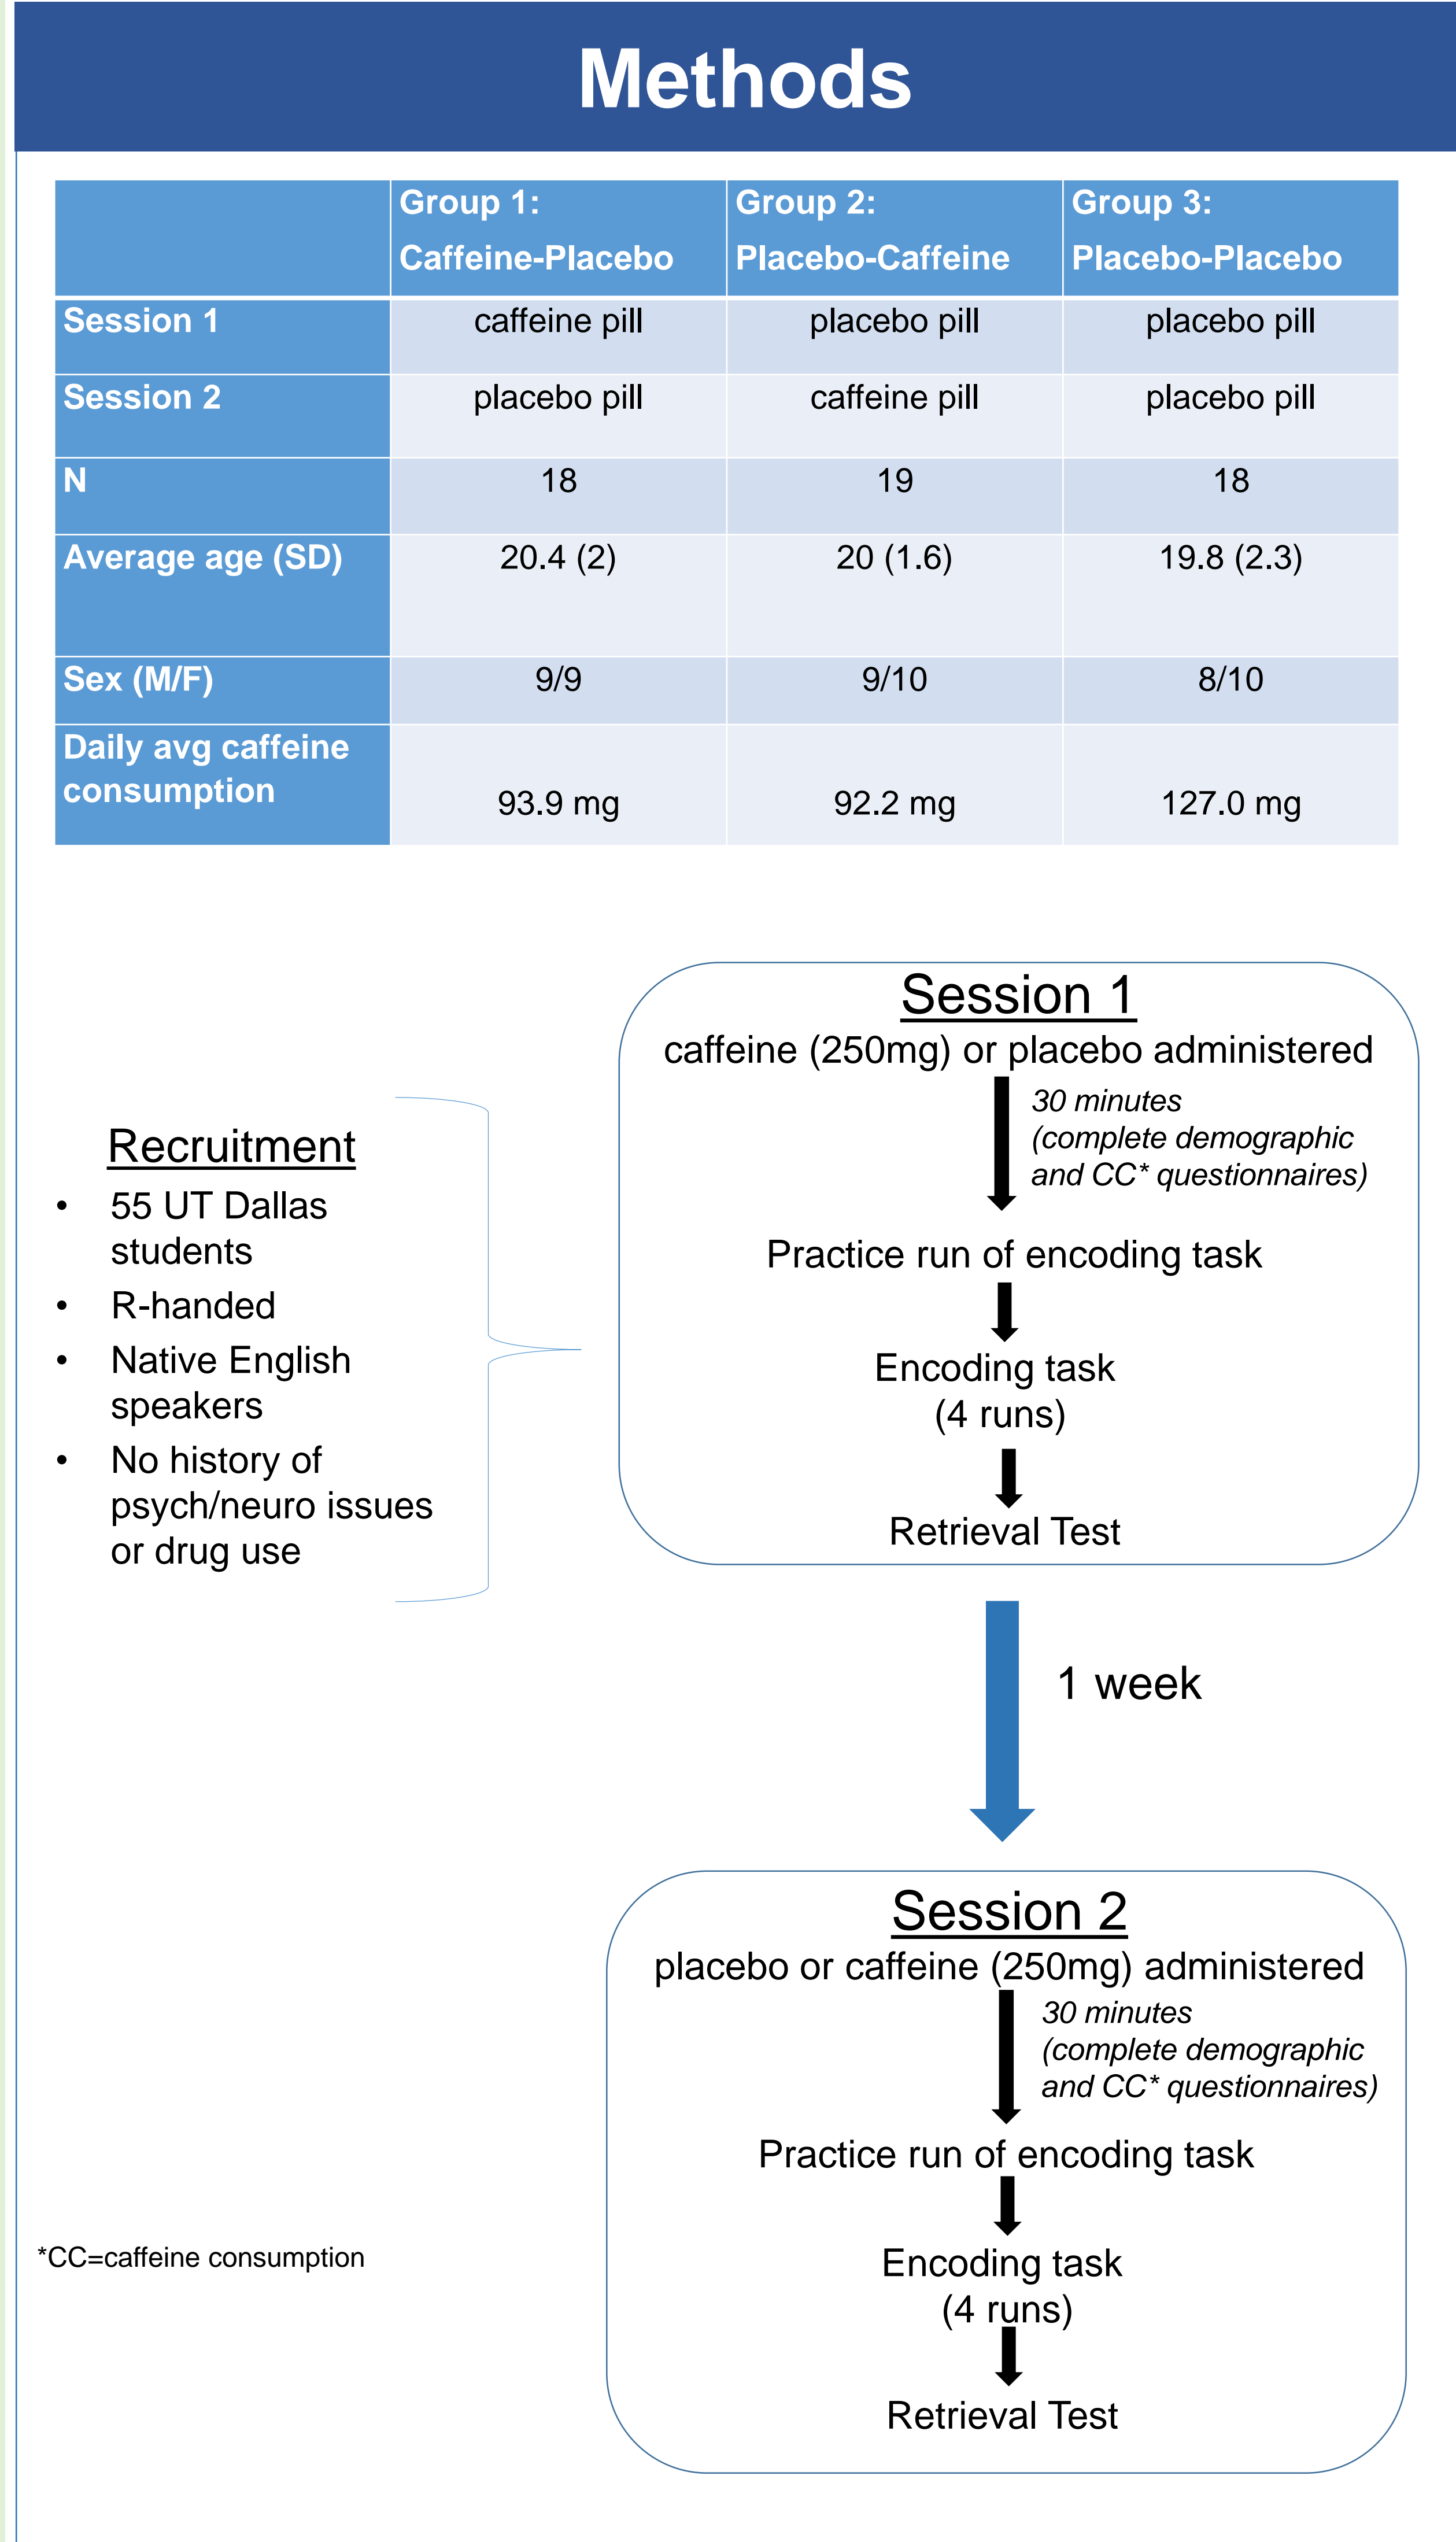 Methods
Group 1: Group 2: Group 3:
Caffeine-Placebo Placebo-Caffeine Placebo-Placebo
Session 1 caffeine pill placebo pill placebo pill
Session 2 placebo pill caffeine pill placebo pill
N 18 19 18
Average age (SD) 20.4 (2) 20 (1.6) 19.8 (2.3)
Sex (M/F) 9/9 9/10 8/10
Daily avg caffeine
consumption 93.9 mg 92.2 mg 127.0 mg
Recruitment
• 55 UT Dallas
students
• R-handed
• Native English
speakers
• No history of
psych/neuro issues
or drug use
Session 1
caffeine (250mg) or placebo administered
30 minutes
(complete demographic
and CC* questionnaires)
Practice run of encoding task
Encoding task
(4 runs)
Retrieval Test
1 week
Session 2
placebo or caffeine (250mg) administered
30 minutes
(complete demographic
and CC* questionnaires)
Practice run of encoding task
Encoding task
(4 runs)
Retrieval Test
*CC=caffeine consumption